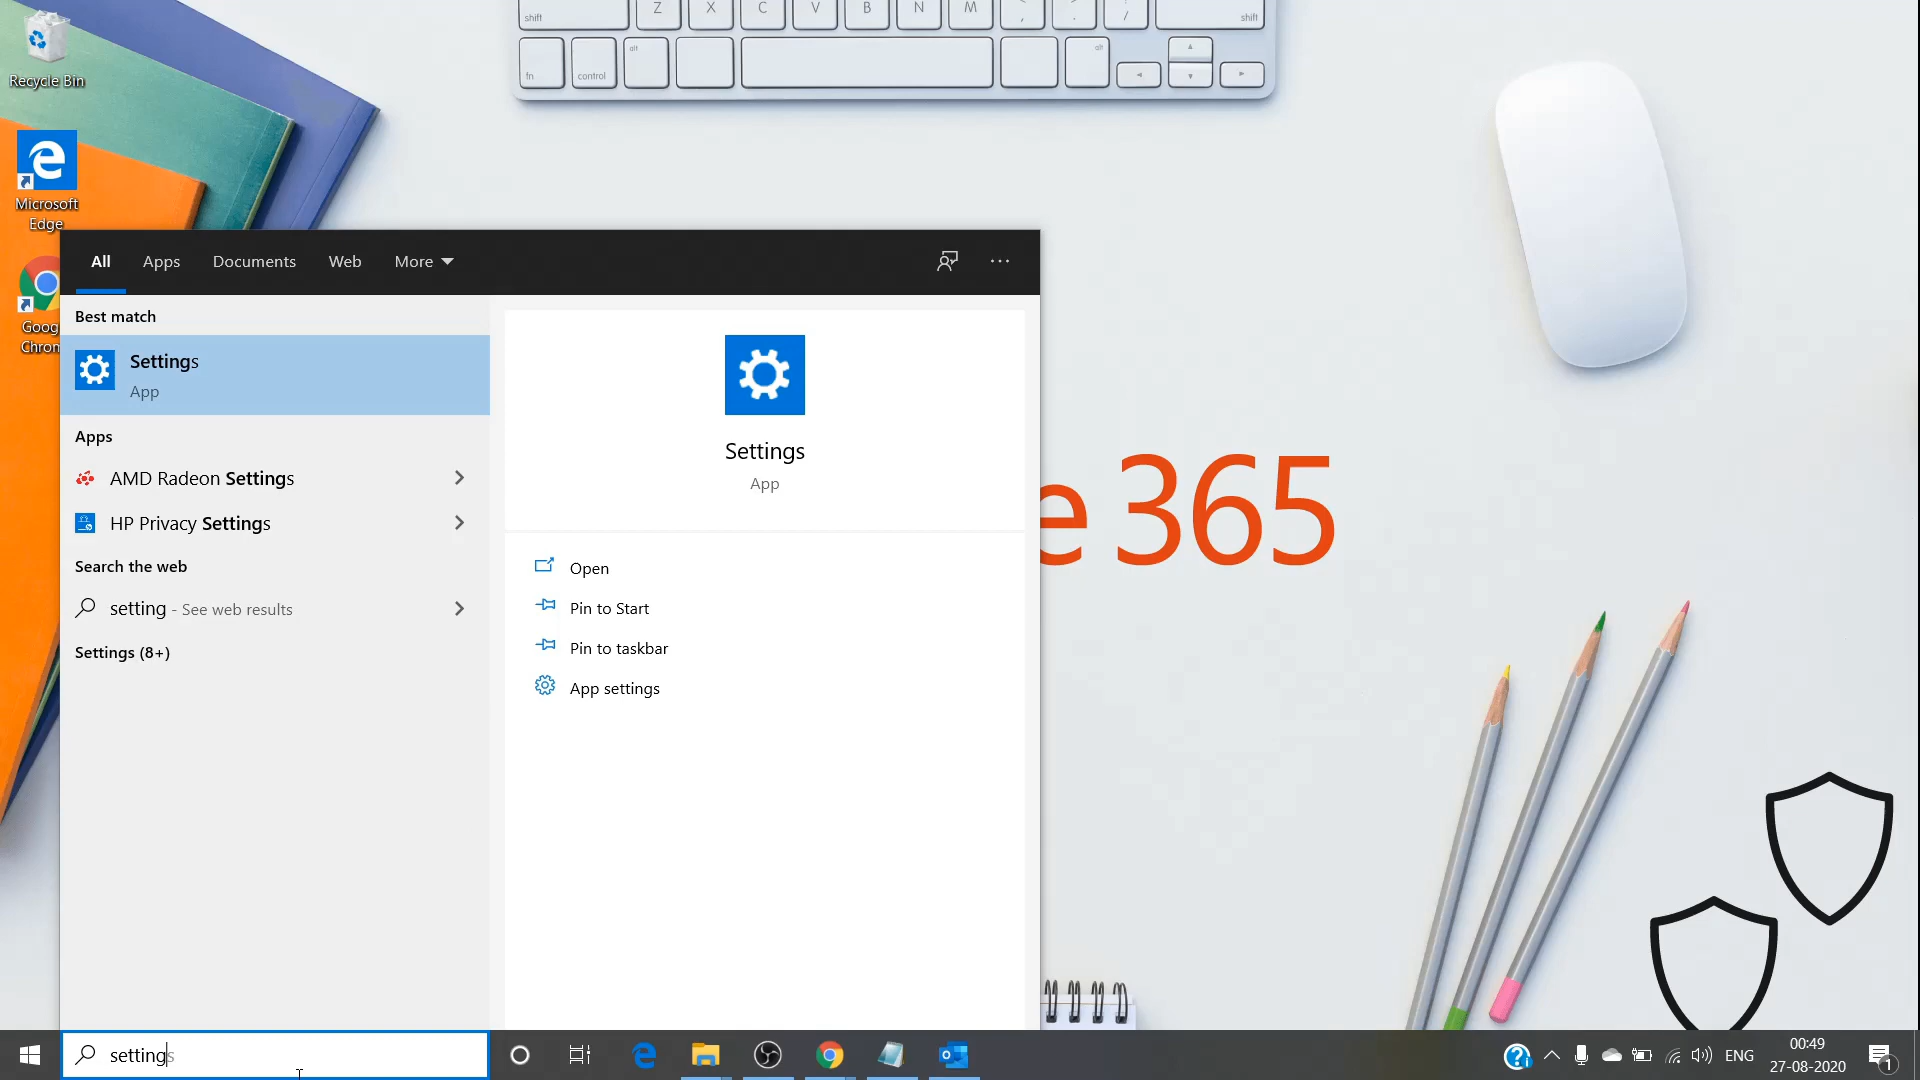 shift
Z
X
C
V
B
N
M
,
.
/
shift
fn
control
alt
alt
Recycle Bin
Microsoft
Edge
Goog
Chrom
All
Apps
Documents
Web
More
Best match
Settings
App
Apps
AMD Radeon Settings
HP Privacy Settings
Search the web
setting - See web results
Settings (8+)
Settings
App
Open
Pin to Start
Pin to taskbar
App settings
e 365
settings
ENG
00:49
27-08-2020
1